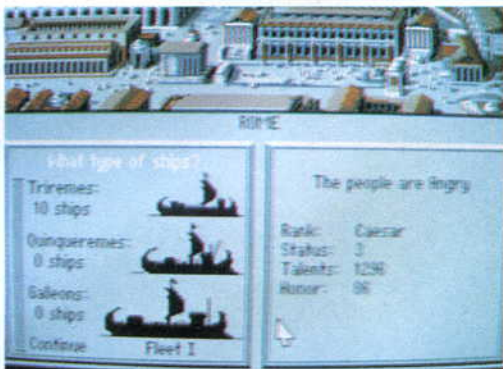 ROME
What type of ships?
Triremes:
10 ships
Quinqueremes:
0 ships
Galleons:
0 ships
Continue
Fleet I
The people are Angry
Rank: Caesar
Status: 3
Talents: 1296
Honor: 86